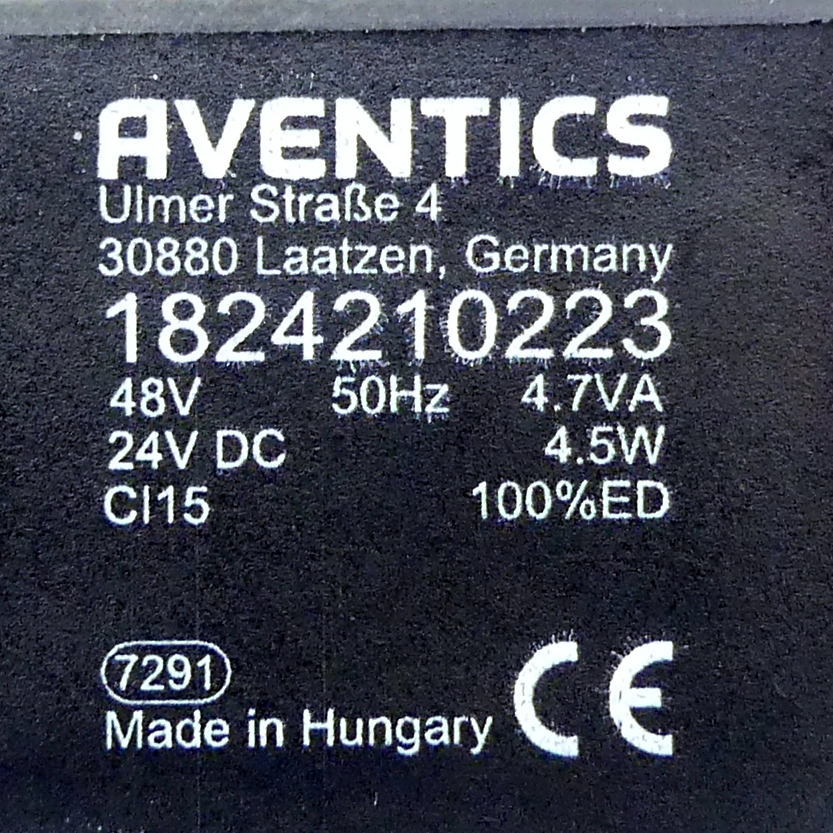 AVENTICS
Ulmer Straße 4
30880 Laatzen, Germany
1824210223
48V 50Hz 4.7VA
24V DC 4.5W
CI15 100%ED
7291
Made in Hungary CE